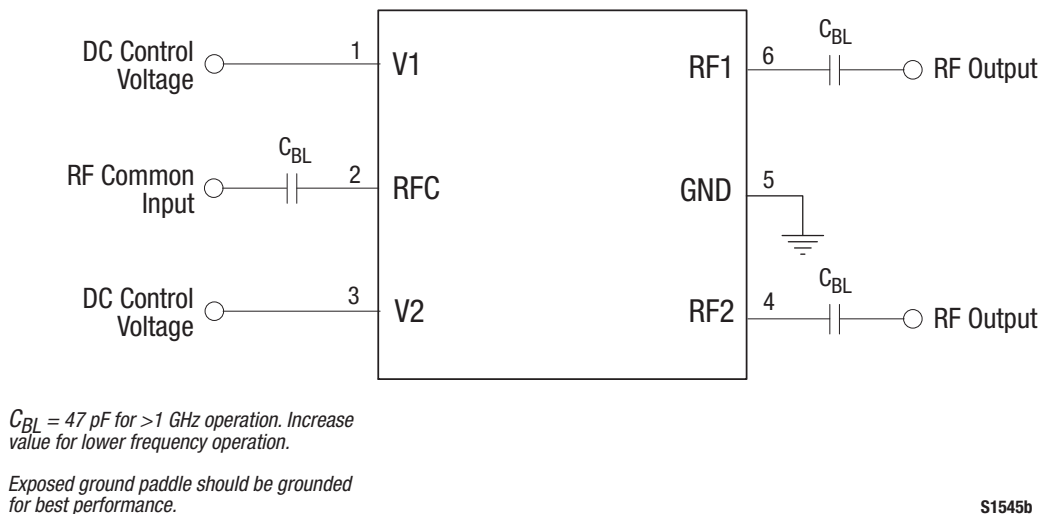 DC Control
Voltage
1
V1
RF1
6
C_BL
RF Output
RF Common
Input
C_BL
2
RFC
GND
5
DC Control
Voltage
3
V2
RF2
4
C_BL
RF Output
C_BL = 47 pF for >1 GHz operation. Increase
value for lower frequency operation.
Exposed ground paddle should be grounded
for best performance.
S1545b